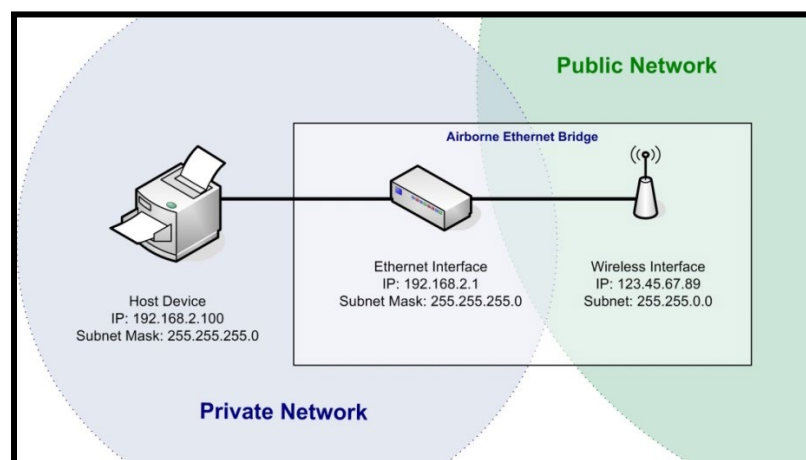 Public Network
Airborne Ethernet Bridge
Ethernet Interface
IP: 192.168.2.1
Subnet Mask: 255.255.255.0
Wireless Interface
IP: 123.45.67.89
Subnet: 255.255.0.0
Host Device
IP: 192.168.2.100
Subnet Mask: 255.255.255.0
Private Network